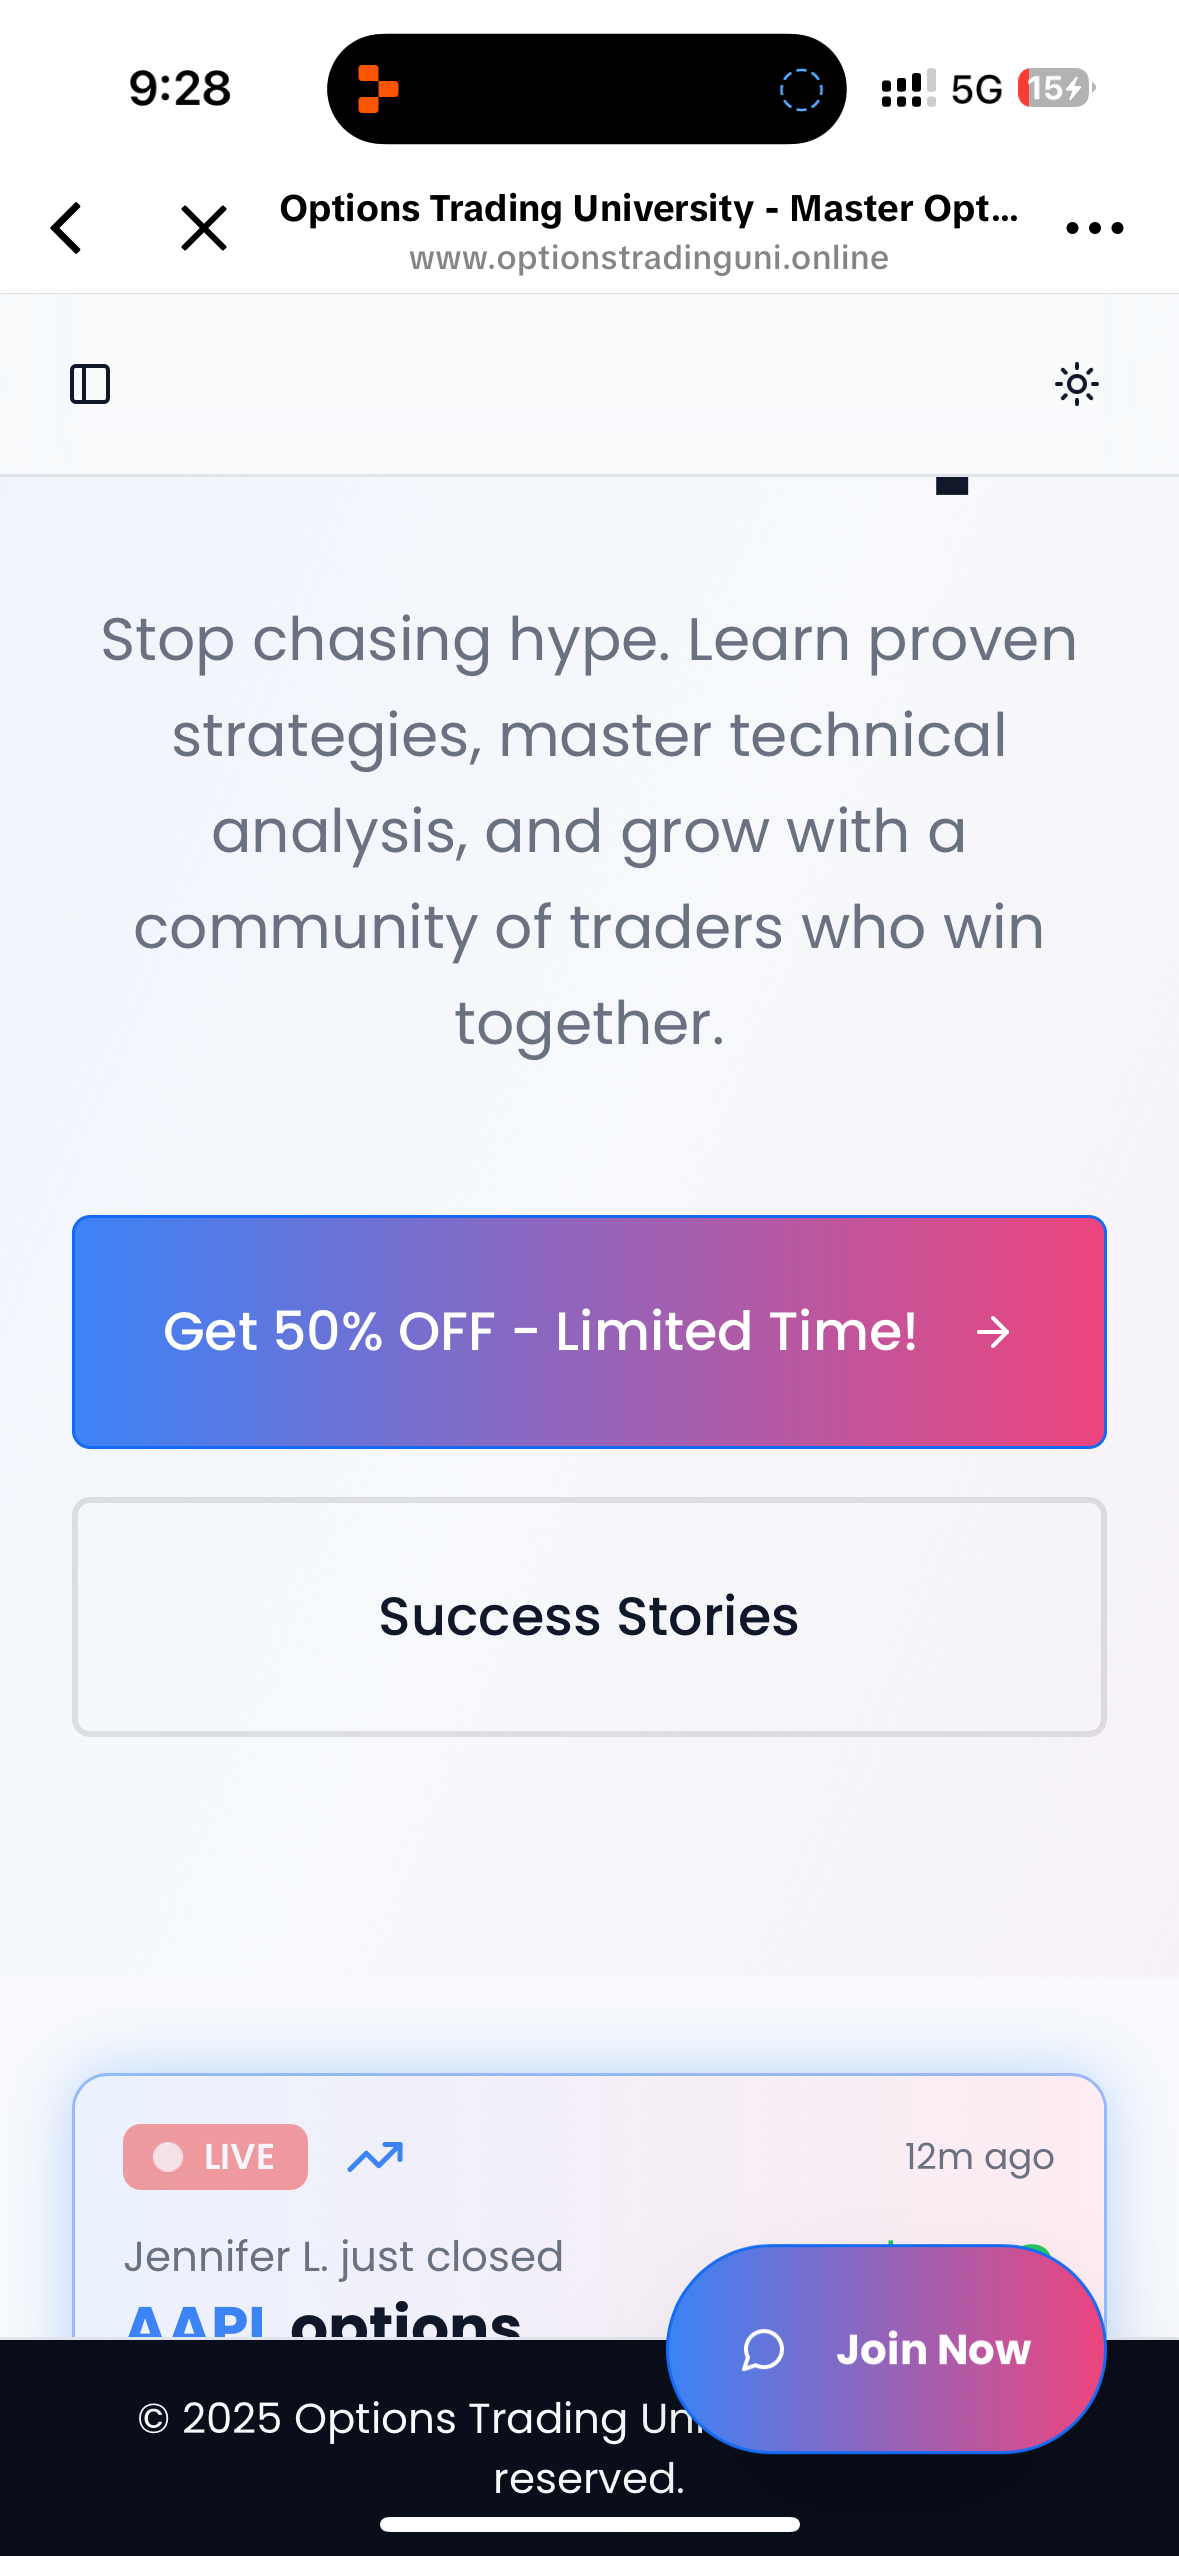 9:28
5G
15
Options Trading University - Master Opt...
www.optionstradinguni.online
Stop chasing hype. Learn proven
strategies, master technical
analysis, and grow with a
community of traders who win
together.
Get 50% OFF - Limited Time! →
Success Stories
LIVE
12m ago
Jennifer L. just closed
AAPL options
Join Now
© 2025 Options Trading
reserved.